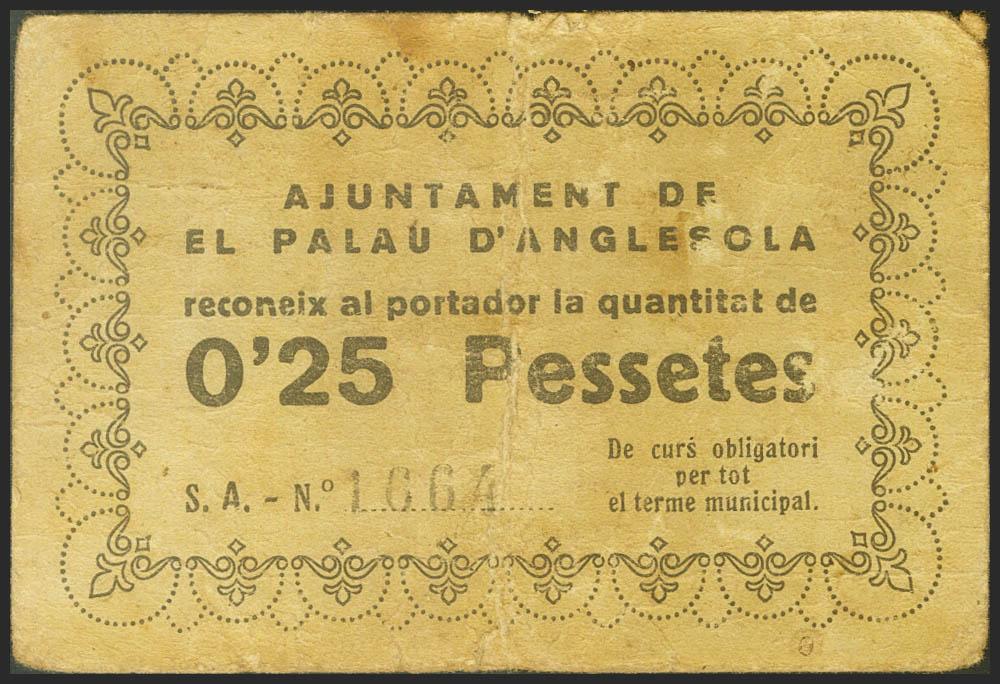 AJUNTAMENT DE
EL PALAU D'ANGLESOLA
reconeix al portador la quantitat de
0'25 Pessetes
De curs obligatori
per tot
S. A. - N.º 1664
el terme municipal.